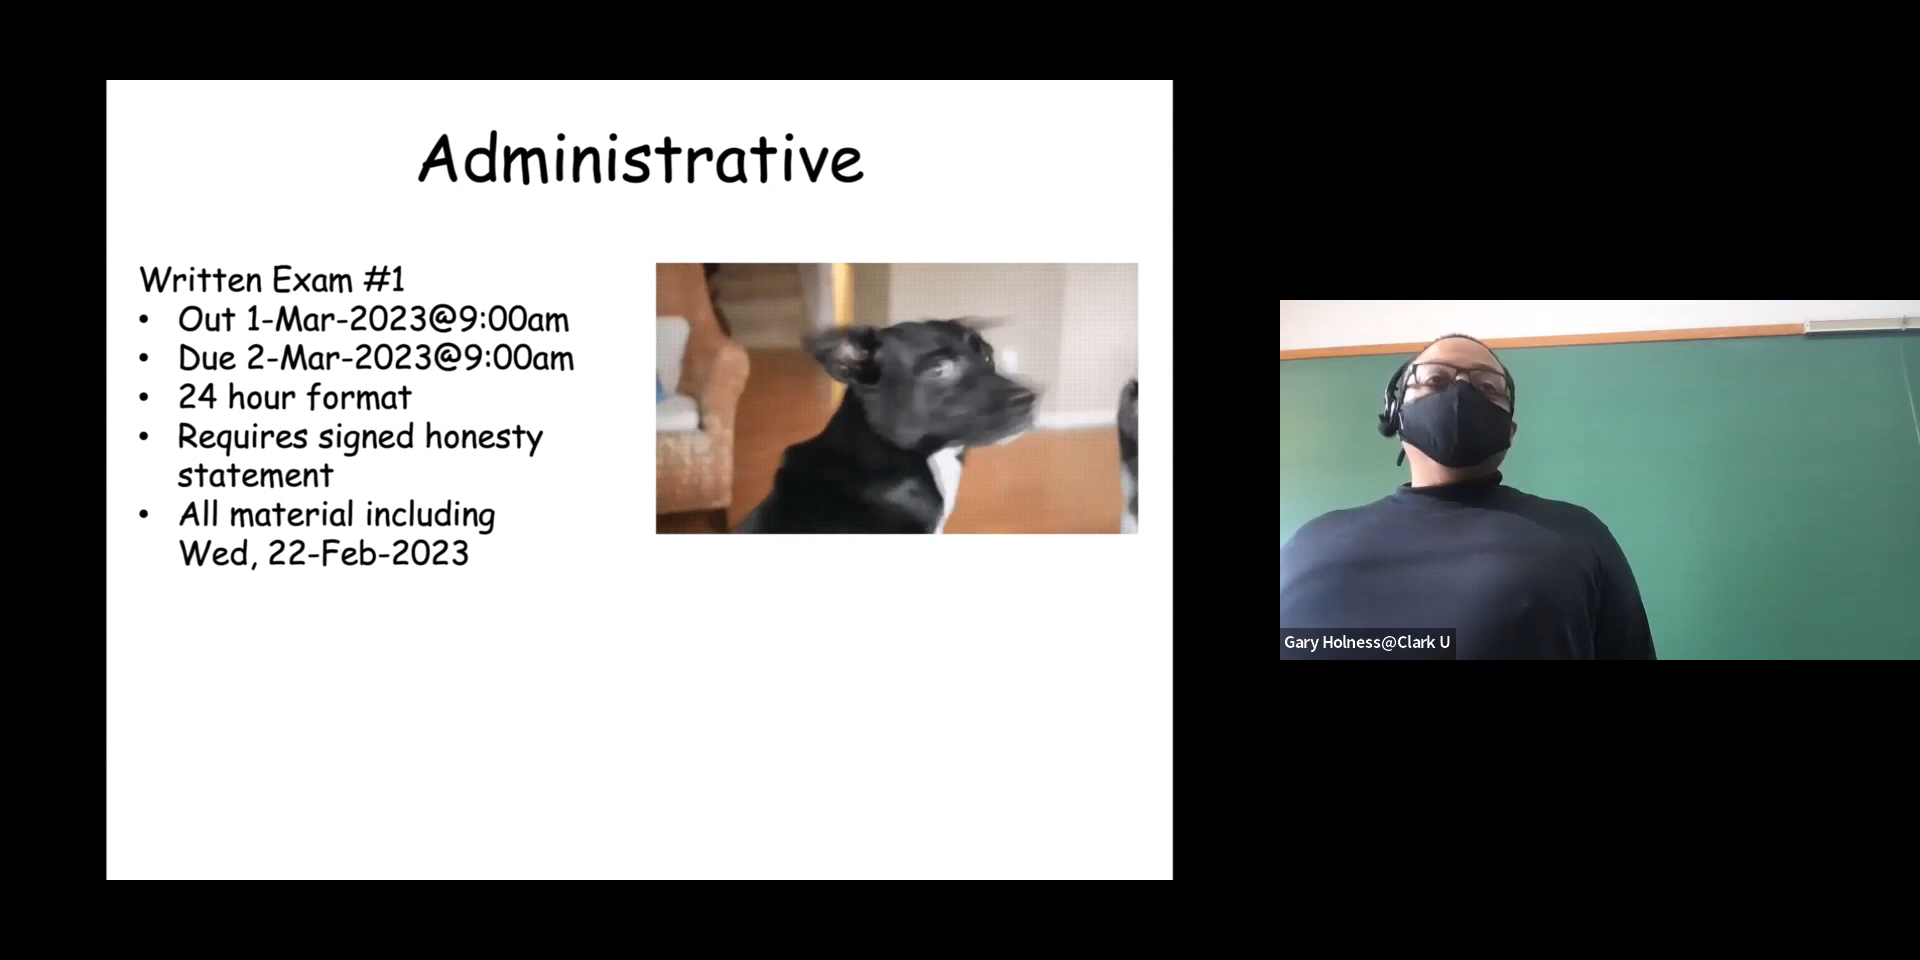 Administrative
Written Exam #1
• Out 1-Mar-2023@9:00am
• Due 2-Mar-2023@9:00am
• 24 hour format
• Requires signed honesty
statement
• All material including
Wed, 22-Feb-2023
Gary Holness@Clark U